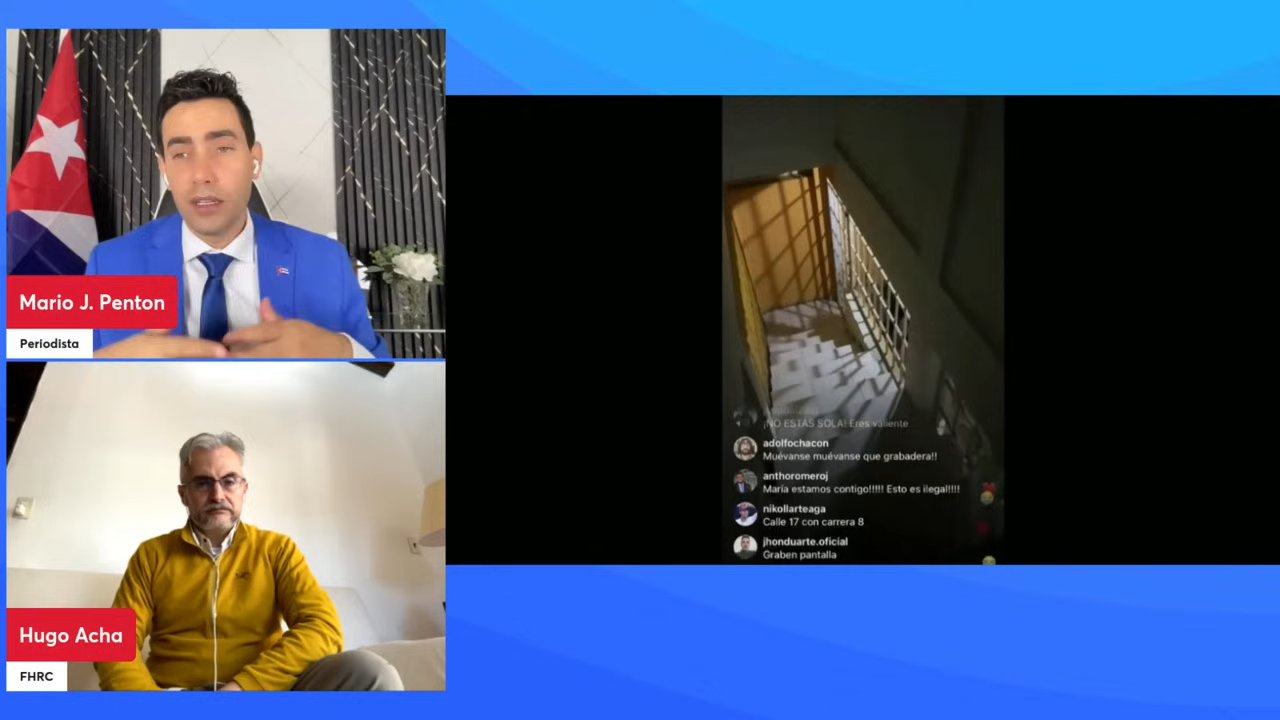 Mario J. Penton
Periodista
Hugo Acha
FHRC
¡NO ESTÁS SOLA! Eres valiente
adolfochacon
Muévanse muévanse que grabadera!!
anthoromeroj
María estamos contigo!!!!! Esto es ilegal!!!!
nikollarteaga
Calle 17 con carrera 8
jhonduarte.oficial
Graben pantalla